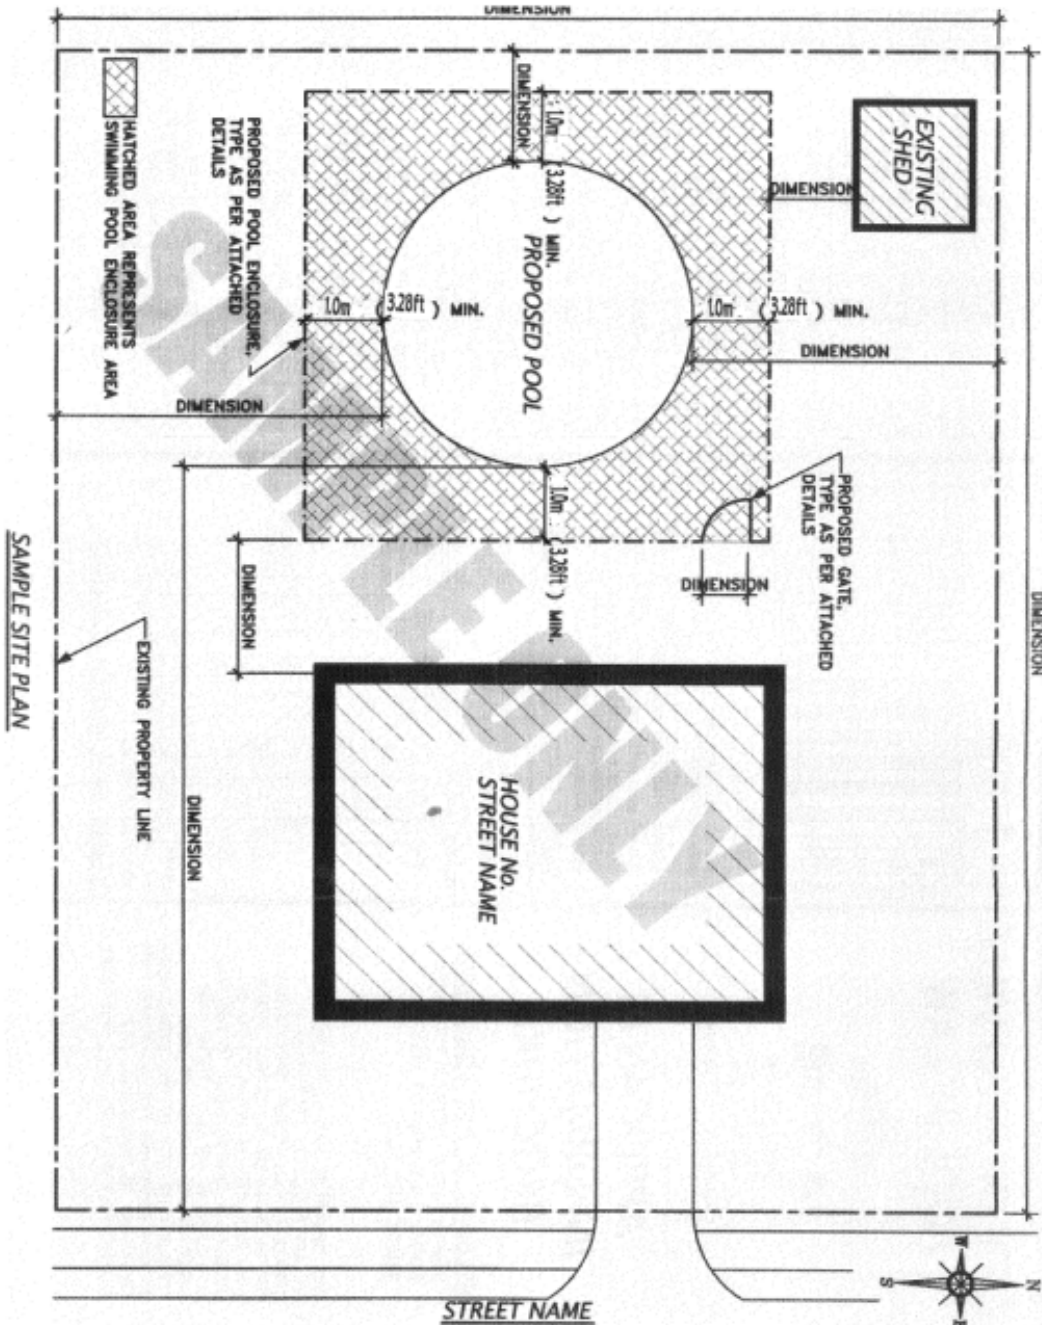 DIMENSION
HATCHED AREA REPRESENTS
SWIMMING POOL ENCLOSURE AREA
PROPOSED POOL ENCLOSURE,
TYPE AS PER ATTACHED
DETAILS
DIMENSION
1.0m ( 3.28ft ) MIN.
EXISTING
SHED
DIMENSION
PROPOSED POOL
1.0m ( 3.28ft ) MIN.
1.0m ( 3.28ft ) MIN.
DIMENSION
DIMENSION
1.0m ( 3.28ft ) MIN.
PROPOSED GATE,
TYPE AS PER ATTACHED
DETAILS
DIMENSION
DIMENSION
DIMENSION
SAMPLE SITE PLAN
EXISTING PROPERTY LINE
DIMENSION
HOUSE No.
STREET NAME
SAMPLE ONLY
W
S
N
E
STREET NAME